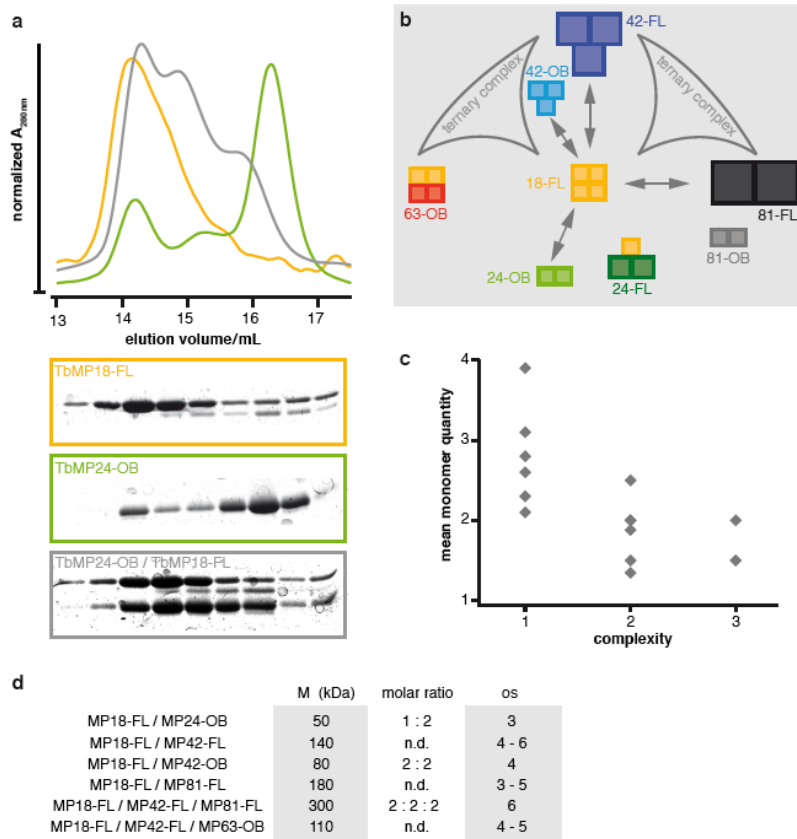 a
normalized A280nm
13 14 15 16 17
elution volume/mL
TbMP18-FL
TbMP24-OB
TbMP24-OB / TbMP18-FL
b
42-FL
42-OB
ternary complex
ternary complex
18-FL
63-OB
81-FL
81-OB
24-OB
24-FL
c
mean monomer quantity
4
3
2
1
1 2 3
complexity
d
M (kDa) molar ratio os
MP18-FL / MP24-OB 50 1 : 2 3
MP18-FL / MP42-FL 140 n.d. 4 - 6
MP18-FL / MP42-OB 80 2 : 2 4
MP18-FL / MP81-FL 180 n.d. 3 - 5
MP18-FL / MP42-FL / MP81-FL 300 2 : 2 : 2 6
MP18-FL / MP42-FL / MP63-OB 110 n.d. 4 - 5